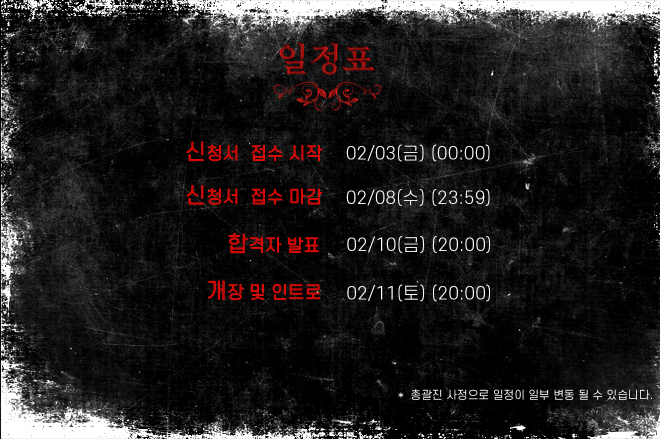 일정표
신청서 접수 시작 02/03(금) (00:00)
신청서 접수 마감 02/08(수) (23:59)
합격자 발표 02/10(금) (20:00)
개장 및 인트로 02/11(토) (20:00)
* 총괄진 사정으로 일정이 일부 변동 될 수 있습니다.